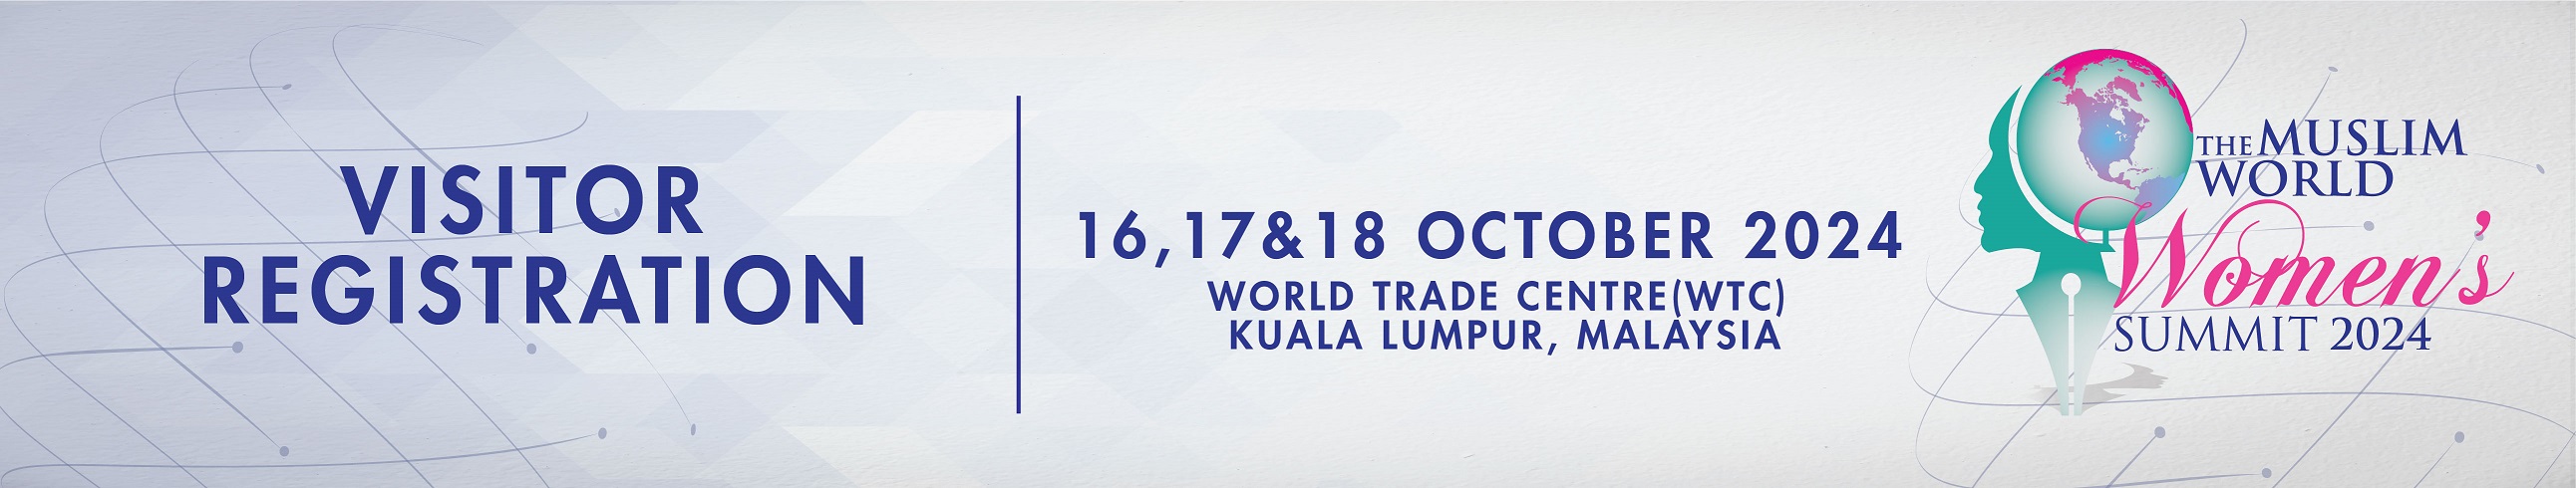 VISITOR
REGISTRATION
16,17&18 OCTOBER 2024
WORLD TRADE CENTRE(WTC)
KUALA LUMPUR, MALAYSIA
THE MUSLIM
WORLD
Women's
SUMMIT 2024